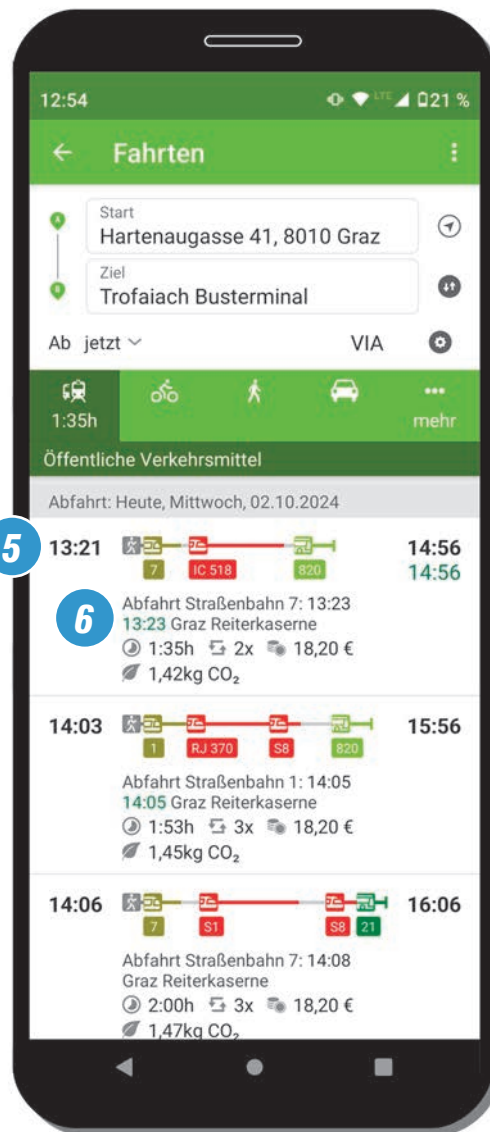 12:54 LTE 21 %
Fahrten
A
Start
Hartenaugasse 41, 8010 Graz
B
Ziel
Trofaiach Busterminal
Ab jetzt VIA
1:35h mehr
Öffentliche Verkehrsmittel
Abfahrt: Heute, Mittwoch, 02.10.2024
5 13:21 14:56
7 IC 518 820 14:56
6 Abfahrt Straßenbahn 7: 13:23
13:23 Graz Reiterkaserne
1:35h 2x 18,20 €
1,42kg CO₂
14:03 15:56
1 RJ 370 S8 820
Abfahrt Straßenbahn 1: 14:05
14:05 Graz Reiterkaserne
1:53h 3x 18,20 €
1,45kg CO₂
14:06 16:06
7 S1 S8 21
Abfahrt Straßenbahn 7: 14:08
Graz Reiterkaserne
2:00h 3x 18,20 €
1,47kg CO₂